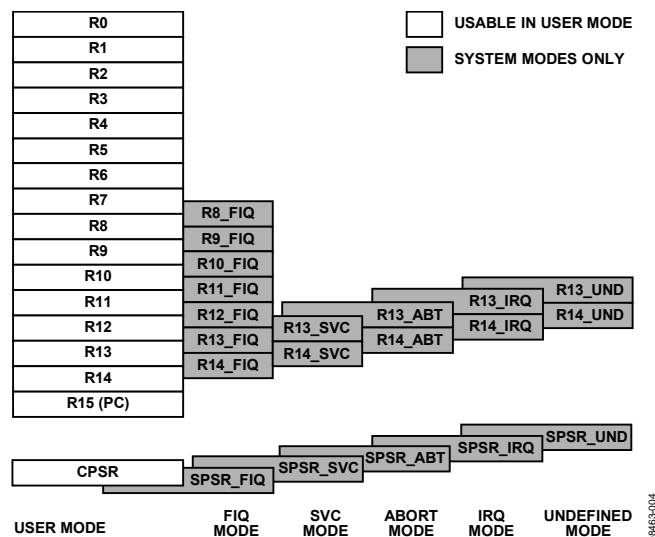 R0
R1
R2
R3
R4
R5
R6
R7
R8
R9
R10
R11
R12
R13
R14
R15 (PC)
USABLE IN USER MODE
SYSTEM MODES ONLY
R8_FIQ
R9_FIQ
R10_FIQ
R11_FIQ
R12_FIQ
R13_FIQ
R14_FIQ
R13_SVC
R14_SVC
R13_ABT
R14_ABT
R13_IRQ
R14_IRQ
R13_UND
R14_UND
CPSR
SPSR_FIQ
SPSR_SVC
SPSR_ABT
SPSR_IRQ
SPSR_UND
USER MODE
FIQ
MODE
SVC
MODE
ABORT
MODE
IRQ
MODE
UNDEFINED
MODE
8463-004